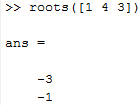 >> roots([1 4 3])
ans =
-3
-1